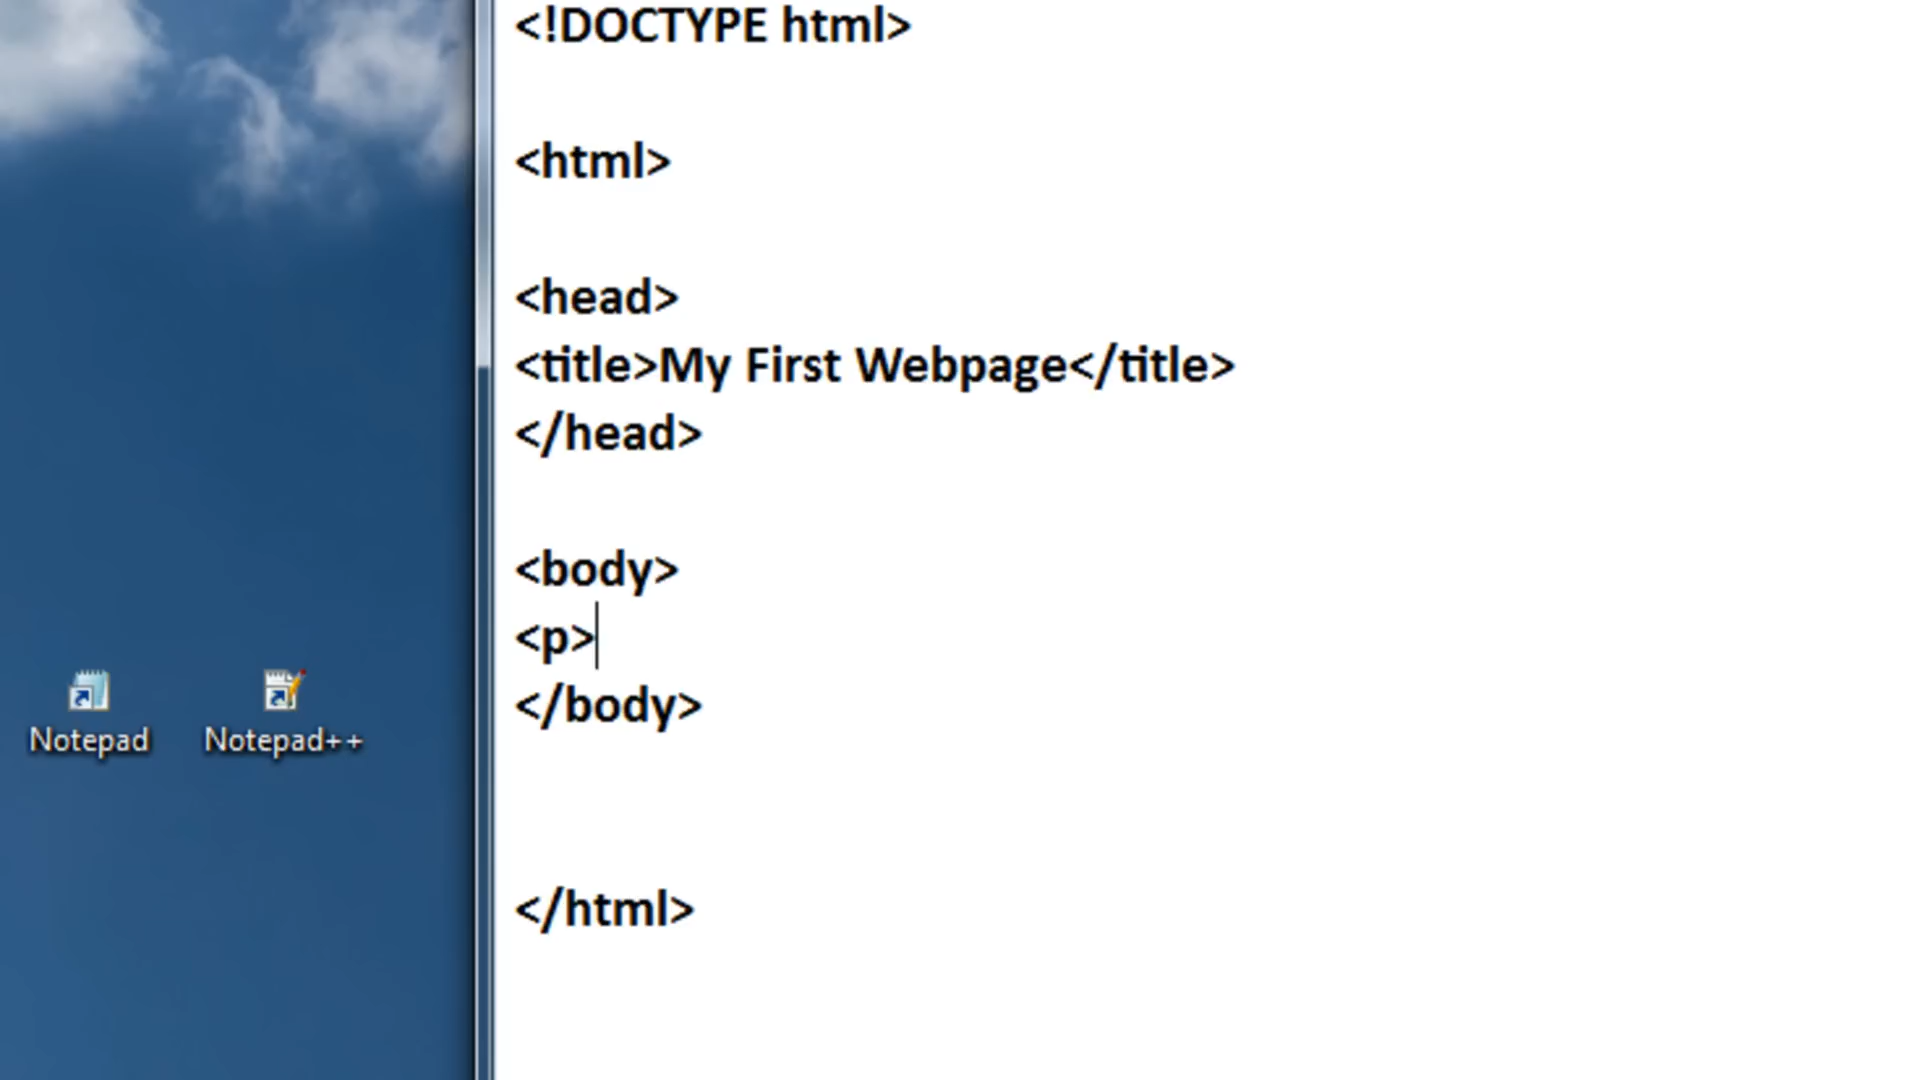 <!DOCTYPE html>
<html>
<head>
<title>My First Webpage</title>
</head>
<body>
<p>
</body>
</html>
Notepad
Notepad++